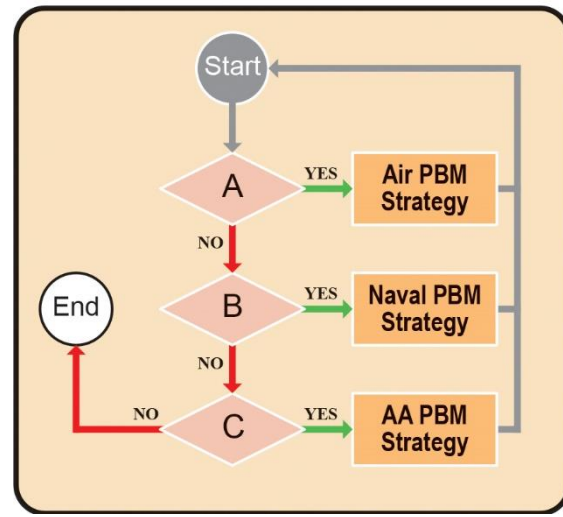 Start
A
YES
Air PBM
Strategy
NO
B
YES
Naval PBM
Strategy
End
NO
NO
C
YES
AA PBM
Strategy